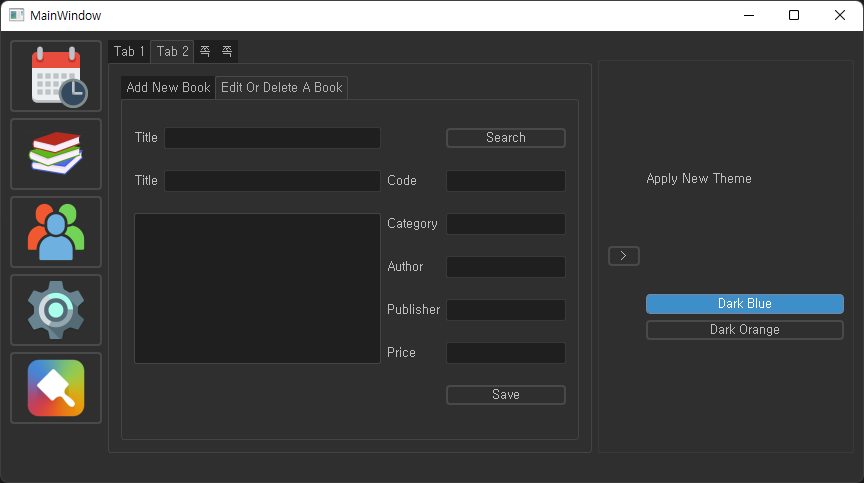 MainWindow
Tab 1 Tab 2 쪽 쪽
Add New Book Edit Or Delete A Book
Title Search
Title Code
Apply New Theme
Category
>
Author
Publisher
Dark Blue
Dark Orange
Price
Save